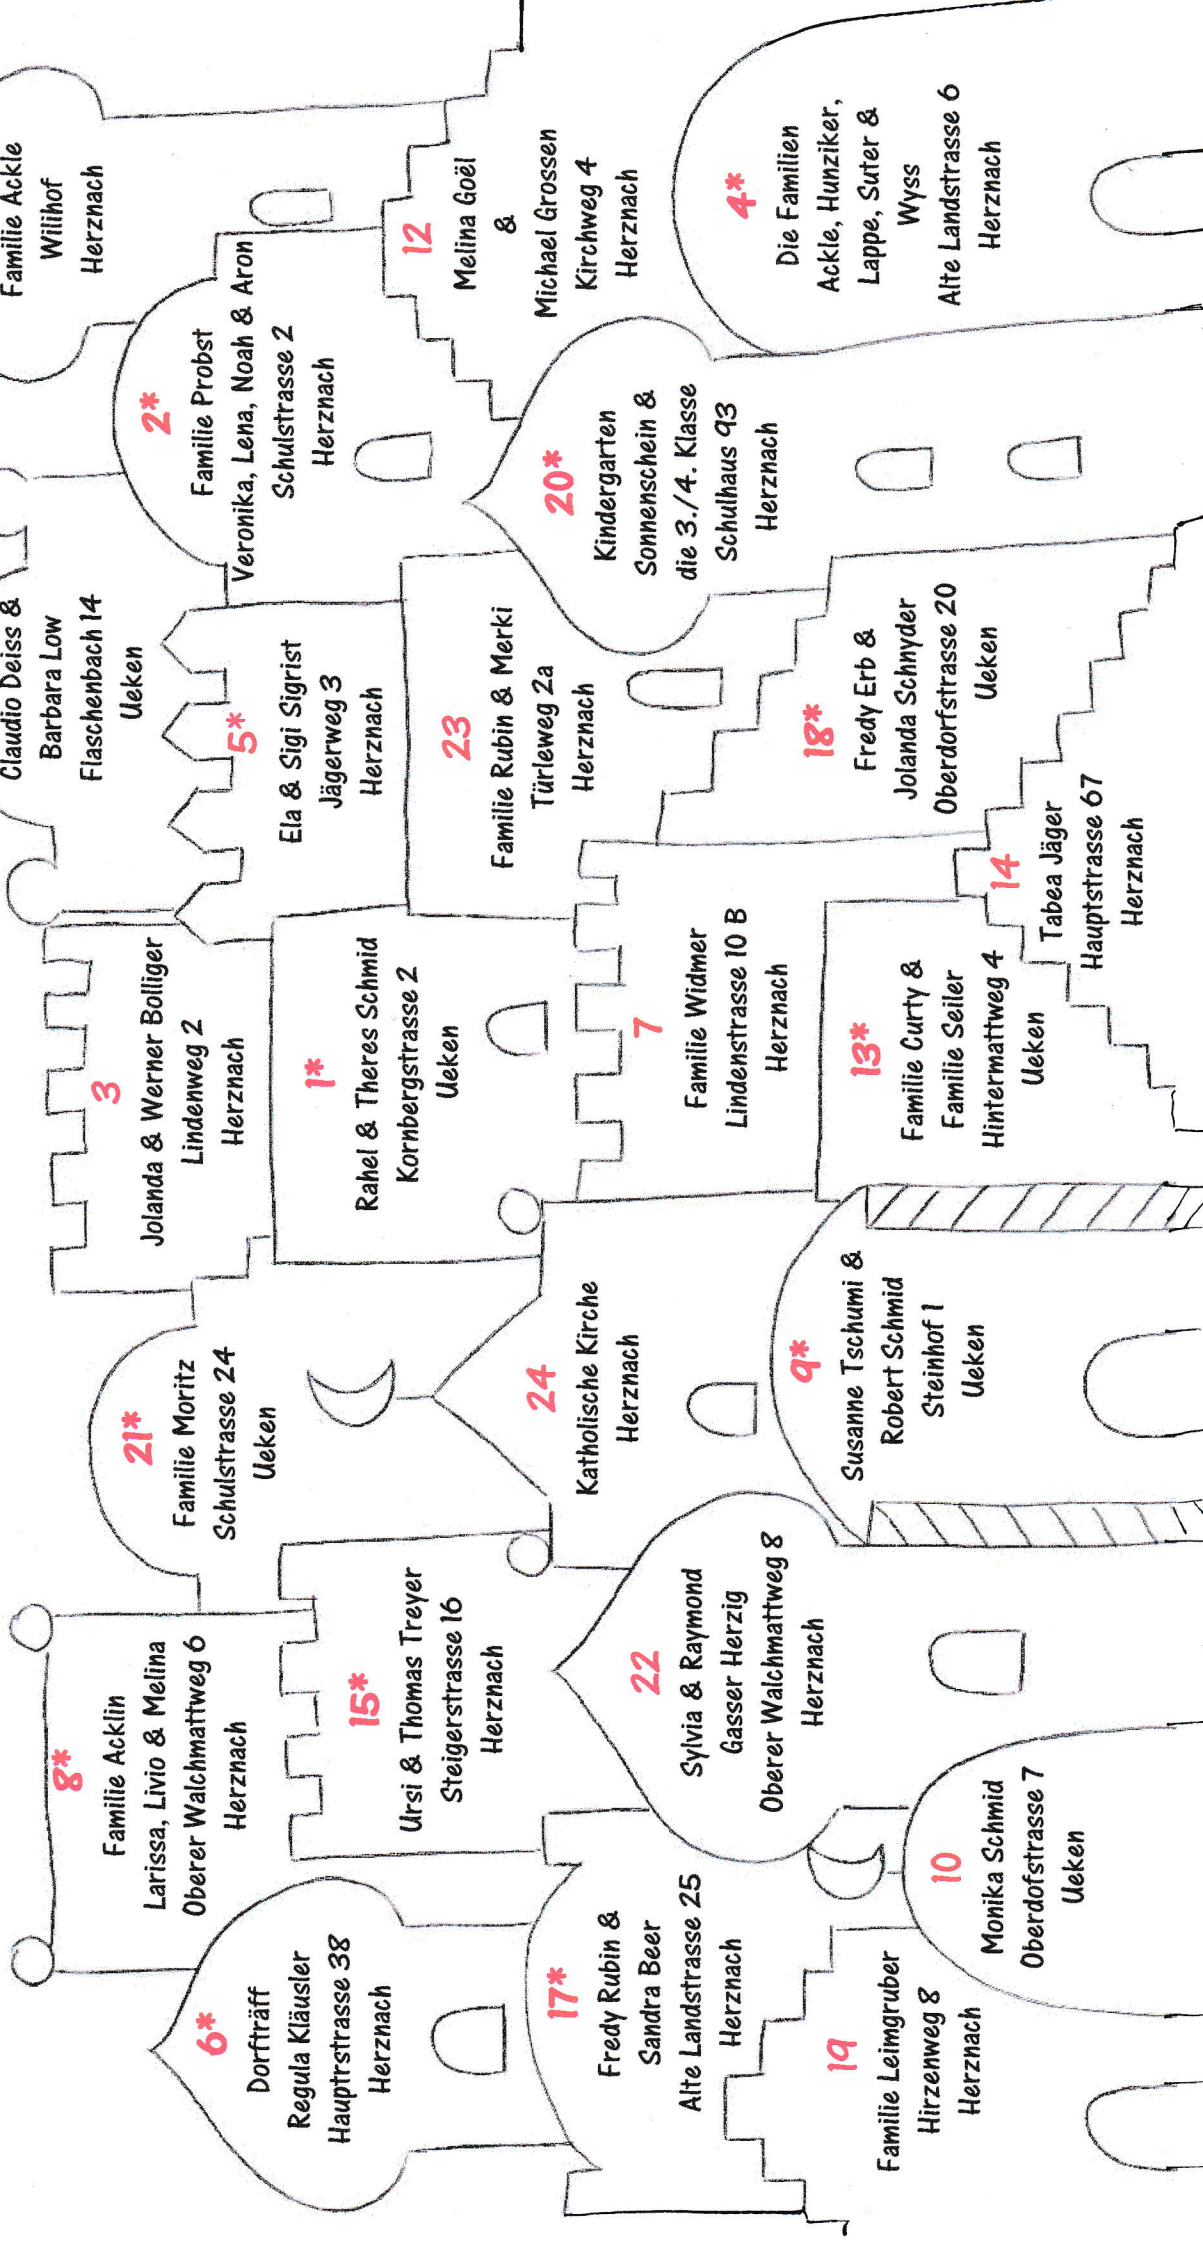 8*
Familie Acklin
Larissa, Livio & Melina
Oberer Walchmattweg 6
Herznach
3
Jolanda & Werner Bolliger
Lindenweg 2
Herznach
Claudio Deiss &
Barbara Low
Flaschenbach 14
Ueken
Familie Ackle
Wilihof
Herznach
21*
Familie Moritz
Schulstrasse 24
Ueken
2*
Familie Probst
Veronika, Lena, Noah & Aron
Schulstrasse 2
Herznach
6*
Dorfträff
Regula Kläusler
Hauptrstrasse 38
Herznach
5*
Ela & Sigi Sigrist
Jägerweg 3
Herznach
1*
Rahel & Theres Schmid
Kornbergstrasse 2
Ueken
15*
Ursi & Thomas Treyer
Steigerstrasse 16
Herznach
12
Melina Goël
&
Michael Grossen
Kirchweg 4
Herznach
23
Familie Rubin & Merki
Türleweg 2a
Herznach
24
Katholische Kirche
Herznach
17*
Fredy Rubin &
Sandra Beer
Alte Landstrasse 25
Herznach
20*
Kindergarten
Sonnenschein &
die 3./4. Klasse
Schulhaus 93
Herznach
22
Sylvia & Raymond
Gasser Herzig
Oberer Walchmattweg 8
Herznach
7
Familie Widmer
Lindenstrasse 10 B
Herznach
4*
Die Familien
Ackle, Hunziker,
Lappe, Suter &
Wyss
Alte Landstrasse 6
Herznach
9*
Susanne Tschumi &
Robert Schmid
Steinhof 1
Ueken
18*
Fredy Erb &
Jolanda Schnyder
Oberdorfstrasse 20
Ueken
19
Familie Leimgruber
Hirzenweg 8
Herznach
13*
Familie Curty &
Familie Seiler
Hintermattweg 4
Ueken
10
Monika Schmid
Oberdofstrasse 7
Ueken
14
Tabea Jäger
Hauptstrasse 67
Herznach